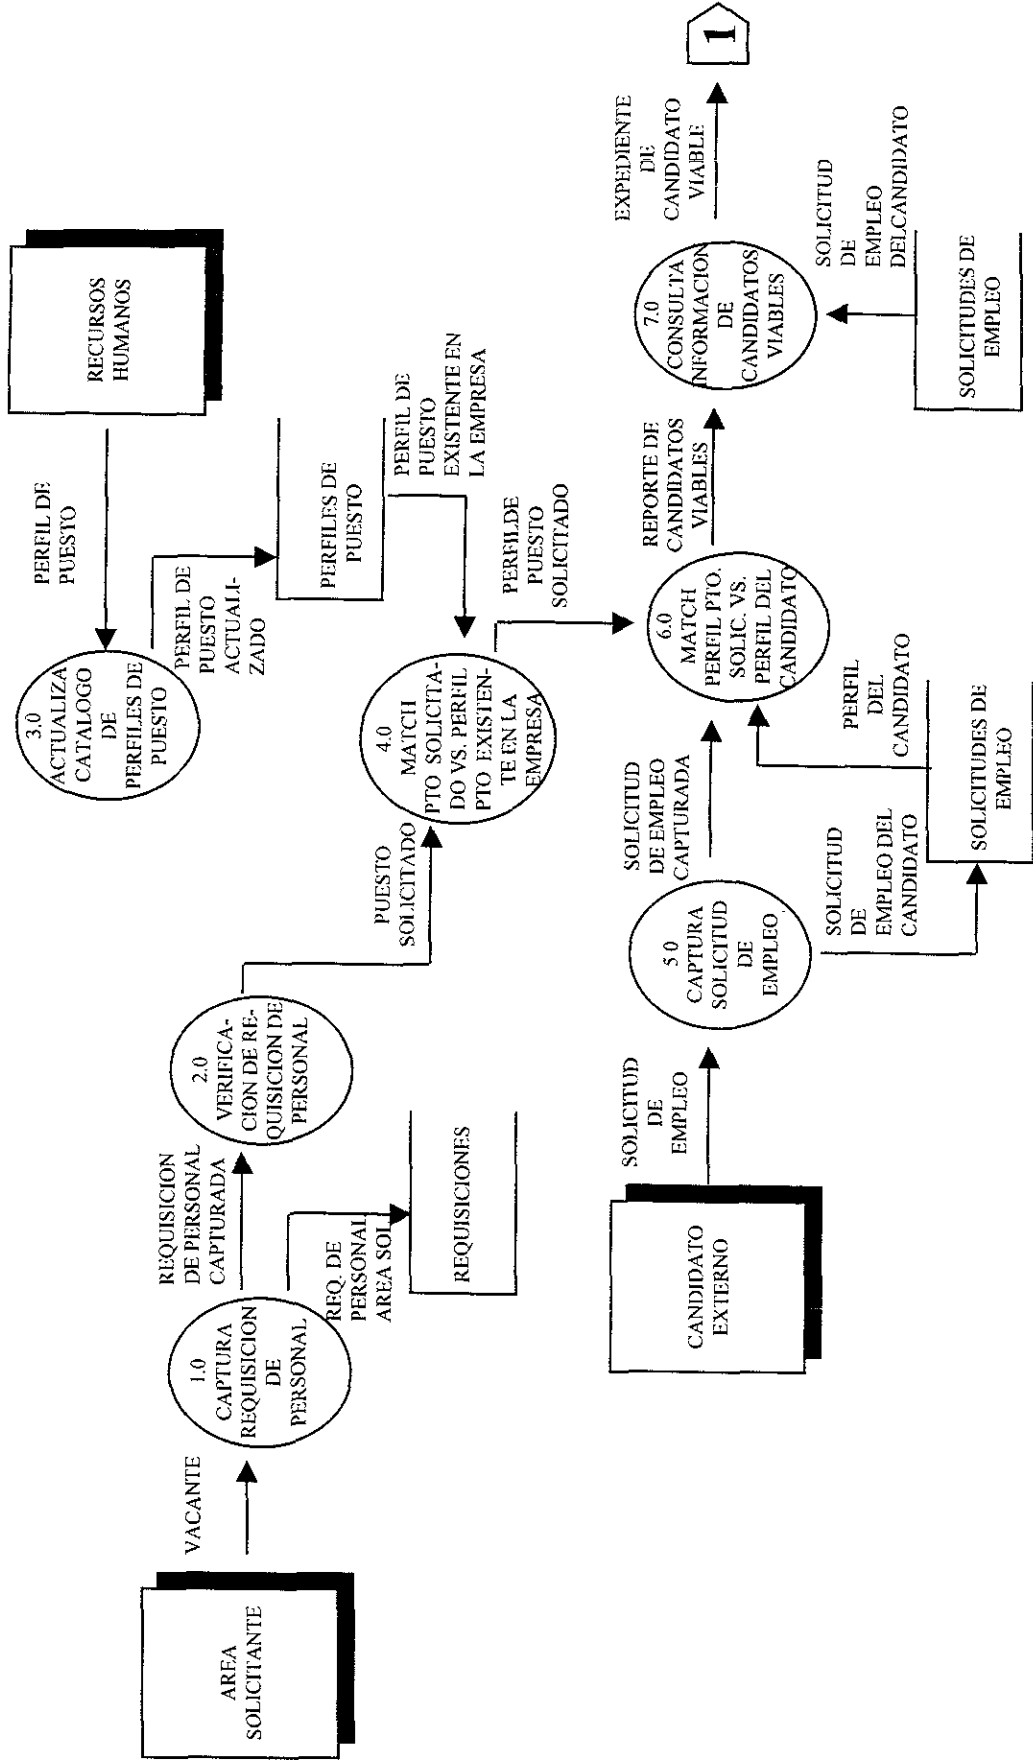 RECURSOS
HUMANOS
PERFIL DE
PUESTO
3.0
ACTUALIZA
CATALOGO
DE
PERFILES DE
PUESTO
PERFIL DE
PUESTO
ACTUALI-
ZADO
PERFILES DE
PUESTO
PERFIL DE
PUESTO
EXISTENTE EN
LA EMPRESA
AREA
SOLICITANTE
VACANTE
1.0
CAPTURA
REQUISICION
DE
PERSONAL
REQUISICION
DE PERSONAL
CAPTURADA
REQ. DE
PERSONAL
AREA SOL.
REQUISICIONES
2.0
VERIFICA-
CION DE RE-
QUISICION DE
PERSONAL
PUESTO
SOLICITADO
4.0
MATCH
PTO SOLICITA-
DO VS. PERFIL
PTO EXISTEN-
TE EN LA
EMPRESA
PERFIL DE
PUESTO
SOLICITADO
CANDIDATO
EXTERNO
SOLICITUD
DE
EMPLEO
5.0
CAPTURA
SOLICITUD
DE
EMPLEO
SOLICITUD
DE EMPLEO
CAPTURADA
SOLICITUD
DE
EMPLEO DEL
CANDIDATO
SOLICITUDES DE
EMPLEO
PERFIL
DEL
CANDIDATO
6.0
MATCH
PERFIL PTO.
SOLIC. VS.
PERFIL DEL
CANDIDATO
REPORTE DE
CANDIDATOS
VIABLES
7.0
CONSULTA
INFORMACION
DE
CANDIDATOS
VIABLES
SOLICITUD
DE
EMPLEO
DELCANDIDATO
SOLICITUDES DE
EMPLEO
EXPEDIENTE
DE
CANDIDATO
VIABLE
1